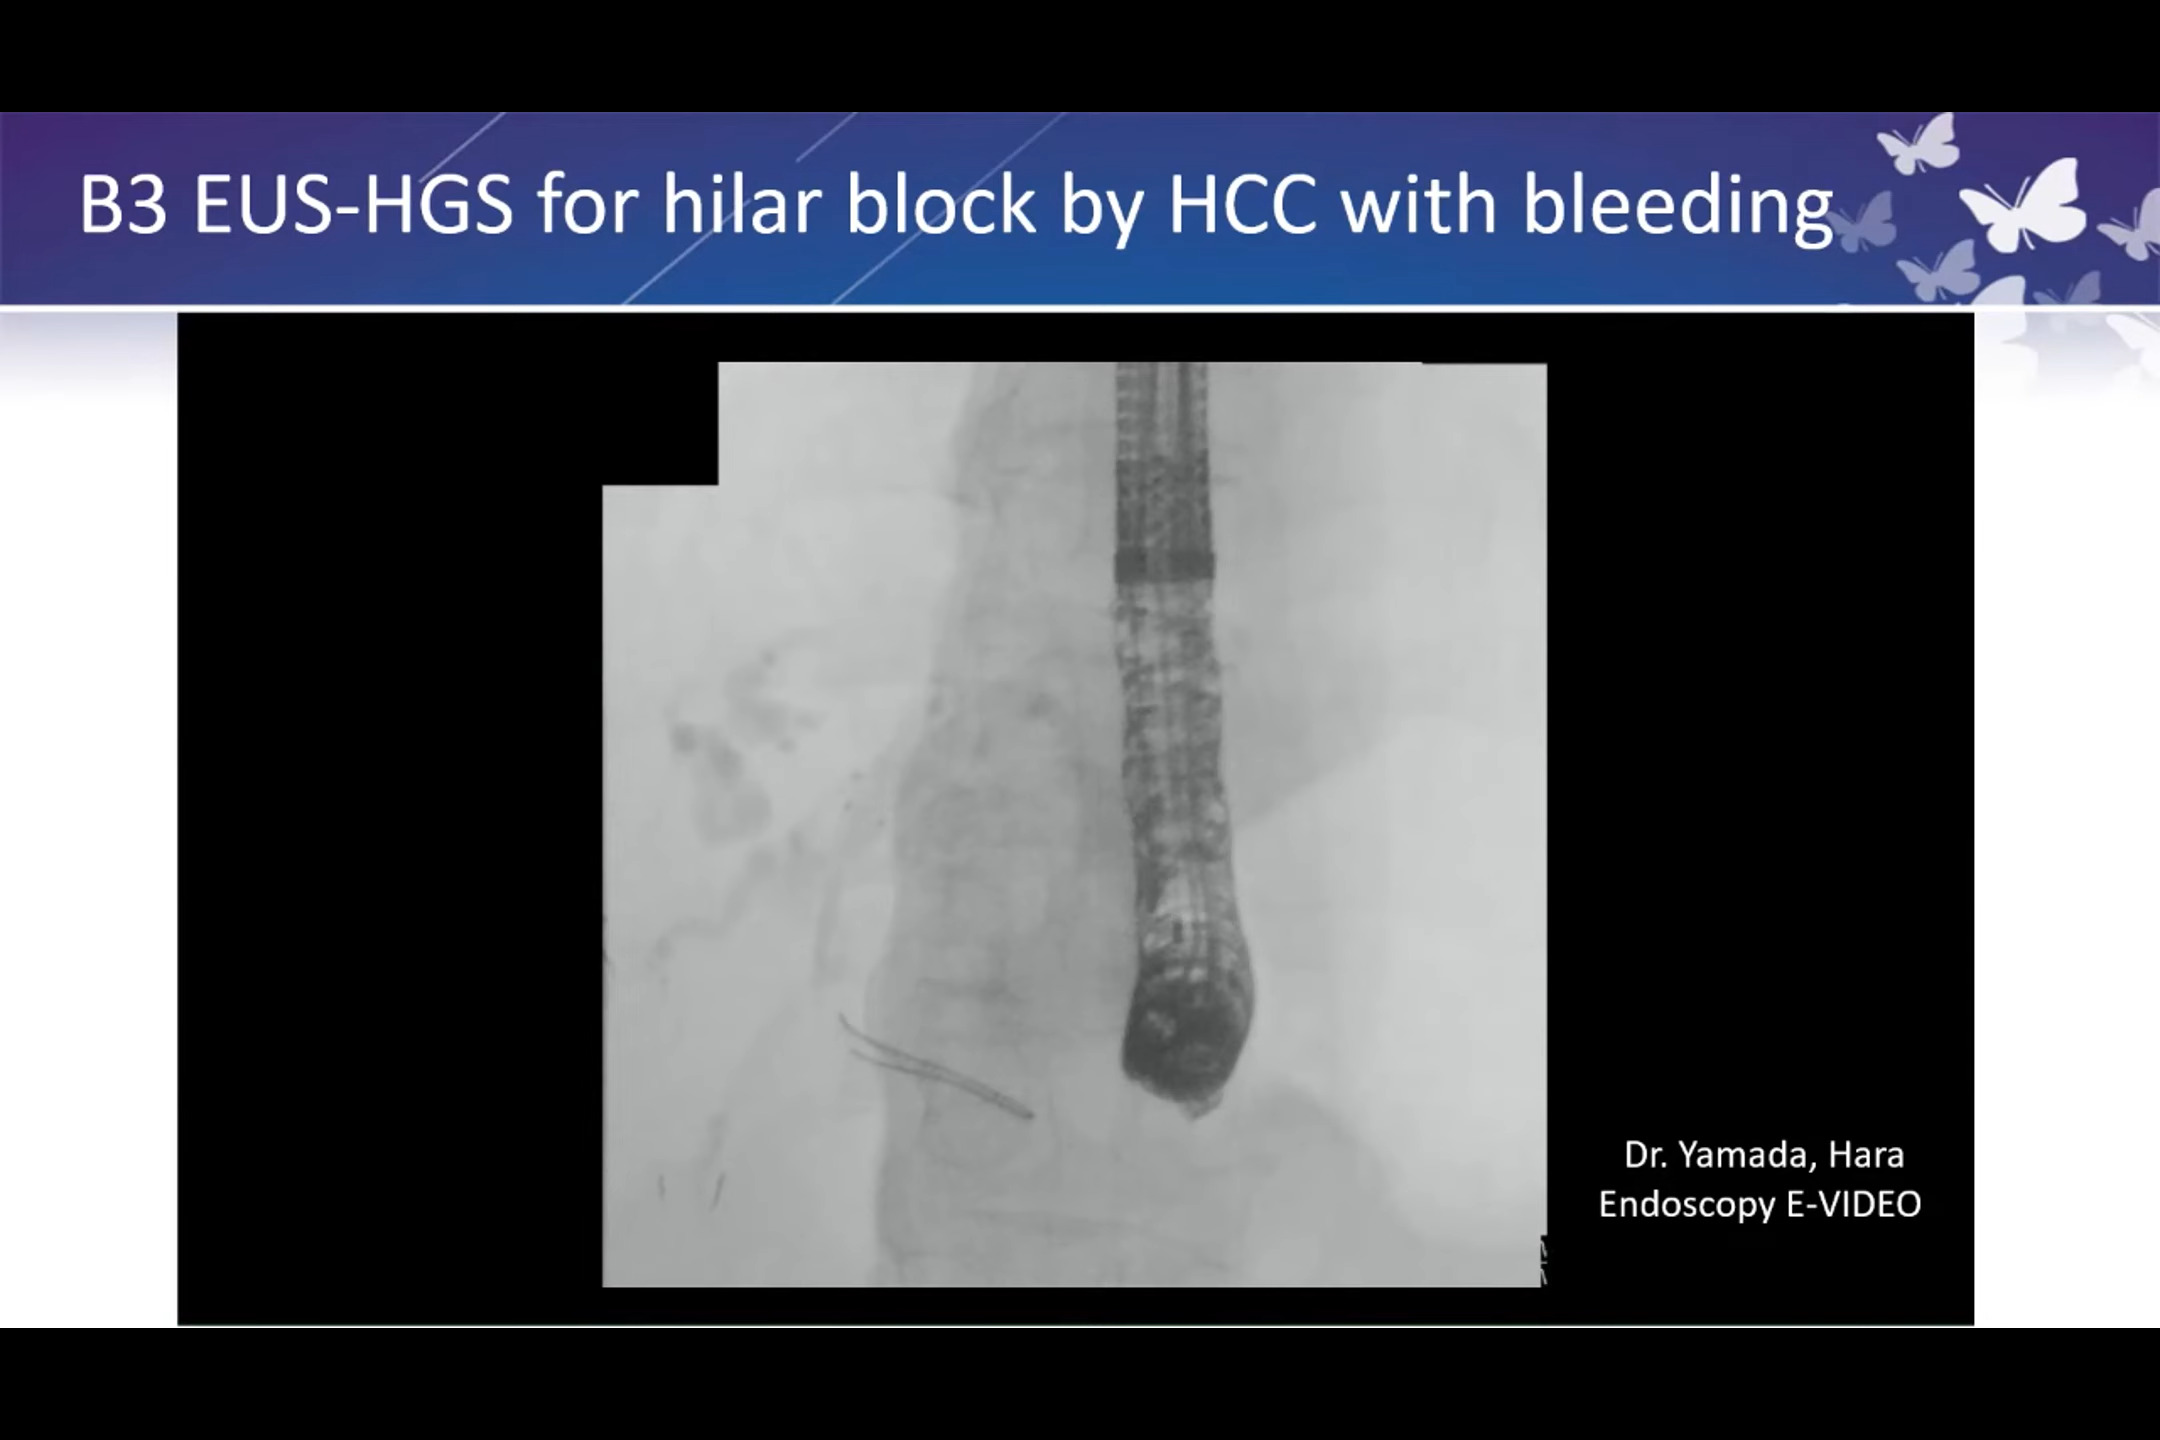 B3 EUS-HGS for hilar block by HCC with bleeding
Dr. Yamada, Hara
Endoscopy E-VIDEO